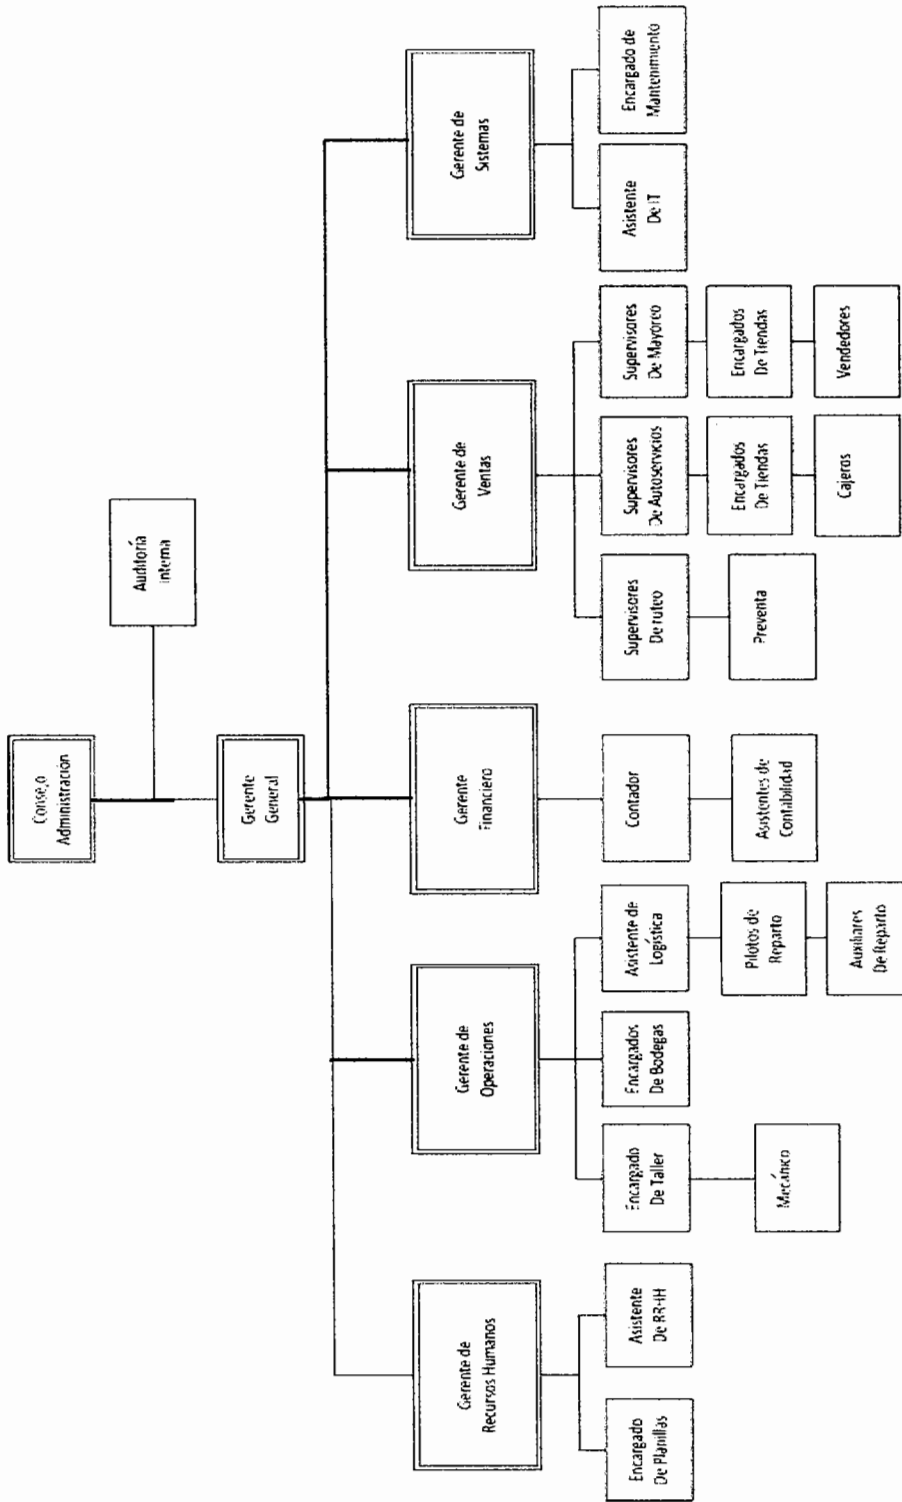 Consejo
Administración
Auditoría
interna
Gerente
General
Gerente de
Recursos Humanos
Gerente de
Operaciones
Gerente
Financiero
Gerente de
Ventas
Gerente de
Sistemas
Encargado
De Planillas
Asistente
De RRHH
Encargado
De Taller
Encargados
De Bodegas
Asistente de
Logística
Contador
Supervisores
De ruteo
Supervisores
De Autoservicios
Supervisores
De Mayoreo
Asistente
De IT
Encargado de
Mantenimiento
Mecánico
Pilotos de
Reparto
Asistentes de
Contabilidad
Preventa
Encargados
De Tiendas
Encargados
De Tiendas
Auxiliares
De Reparto
Cajeros
Vendedores